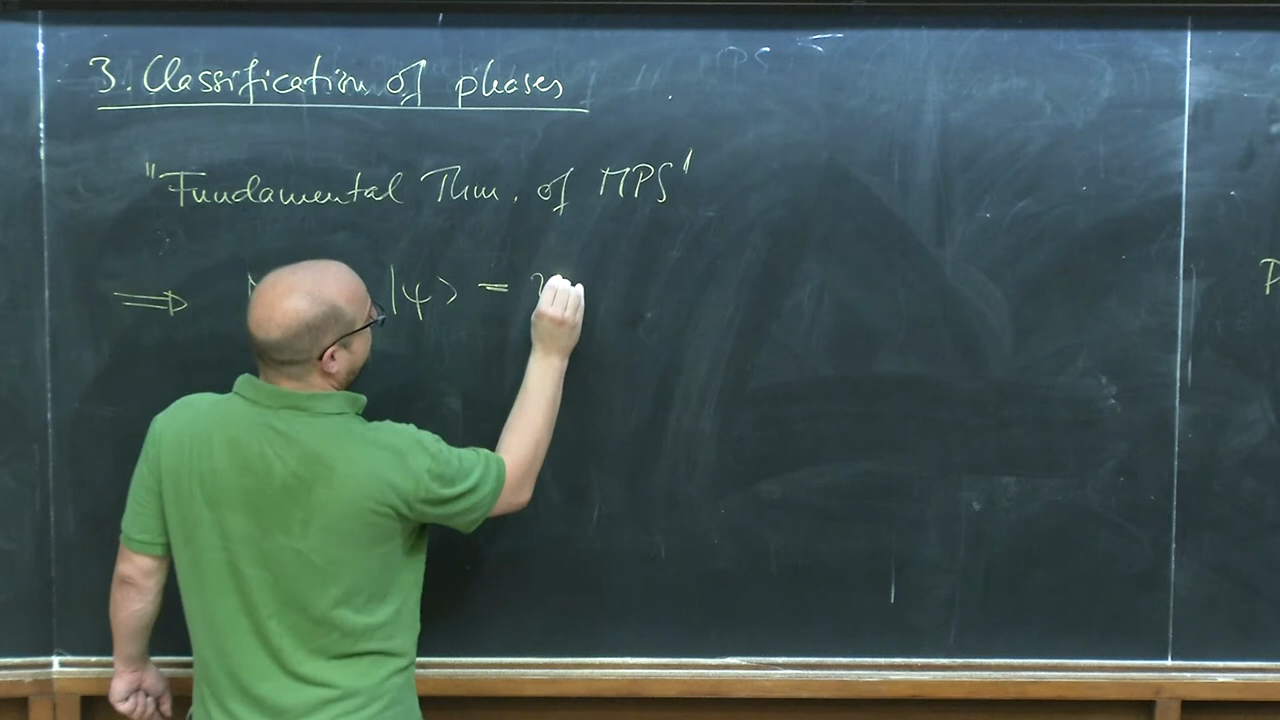 3. Classification of phases
"Fundamental Thm. of MPS"
⟹ |ψ⟩ =